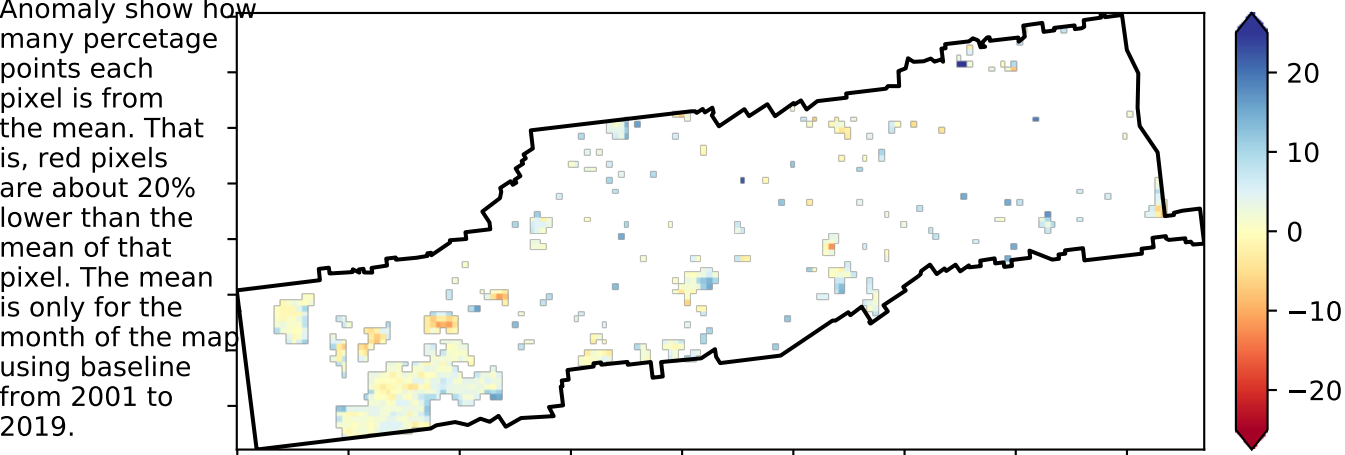 Anomaly show how
many percetage
points each
pixel is from
the mean. That
is, red pixels
are about 20%
lower than the
mean of that
pixel. The mean
is only for the
month of the map
using baseline
from 2001 to
2019.
20
10
0
−10
−20